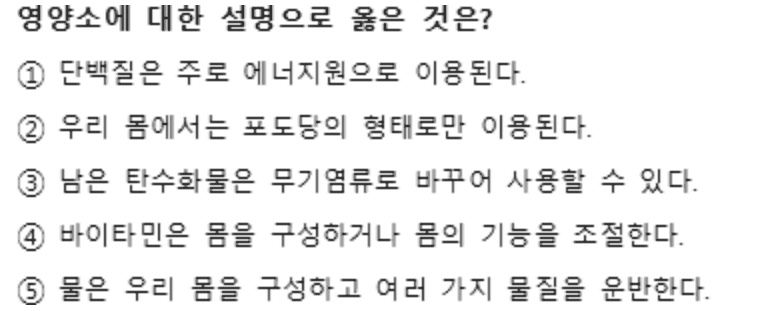 영양소에 대한 설명으로 옳은 것은?
① 단백질은 주로 에너지원으로 이용된다.
② 우리 몸에서는 포도당의 형태로만 이용된다.
③ 남은 탄수화물은 무기염류로 바꾸어 사용할 수 있다.
④ 바이타민은 몸을 구성하거나 몸의 기능을 조절한다.
⑤ 물은 우리 몸을 구성하고 여러 가지 물질을 운반한다.